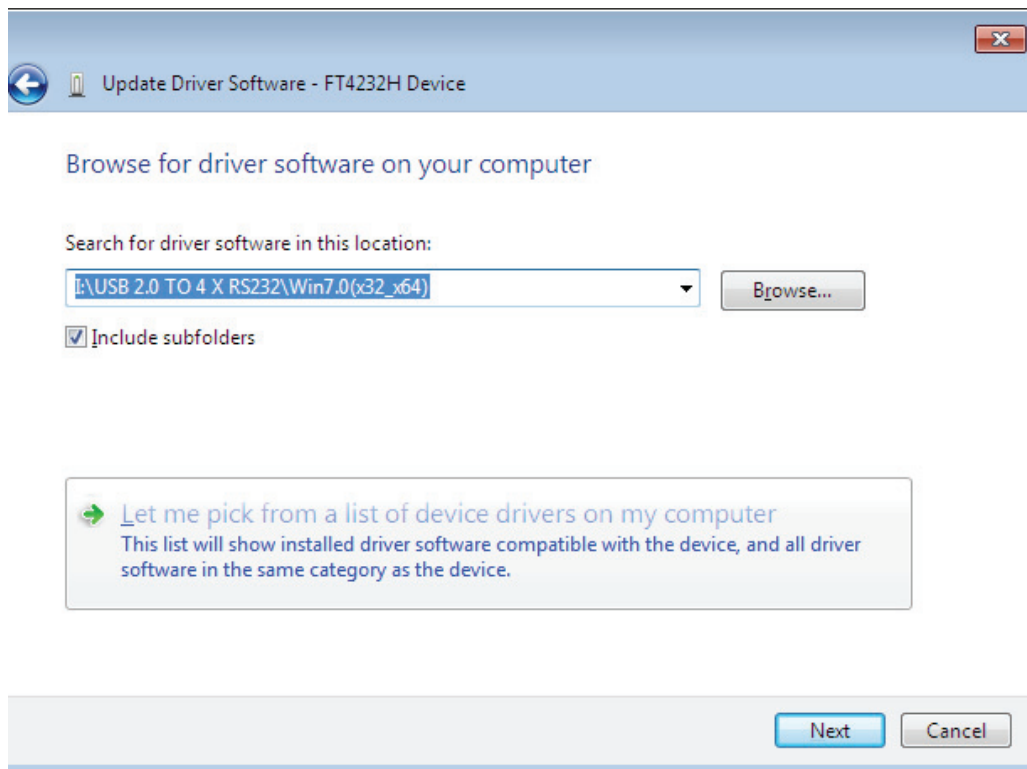 Update Driver Software - FT4232H Device
Browse for driver software on your computer
Search for driver software in this location:
I:\USB 2.0 TO 4 X RS232\Win7.0(x32_x64)
Browse...
Include subfolders
Let me pick from a list of device drivers on my computer
This list will show installed driver software compatible with the device, and all driver
software in the same category as the device.
Next
Cancel